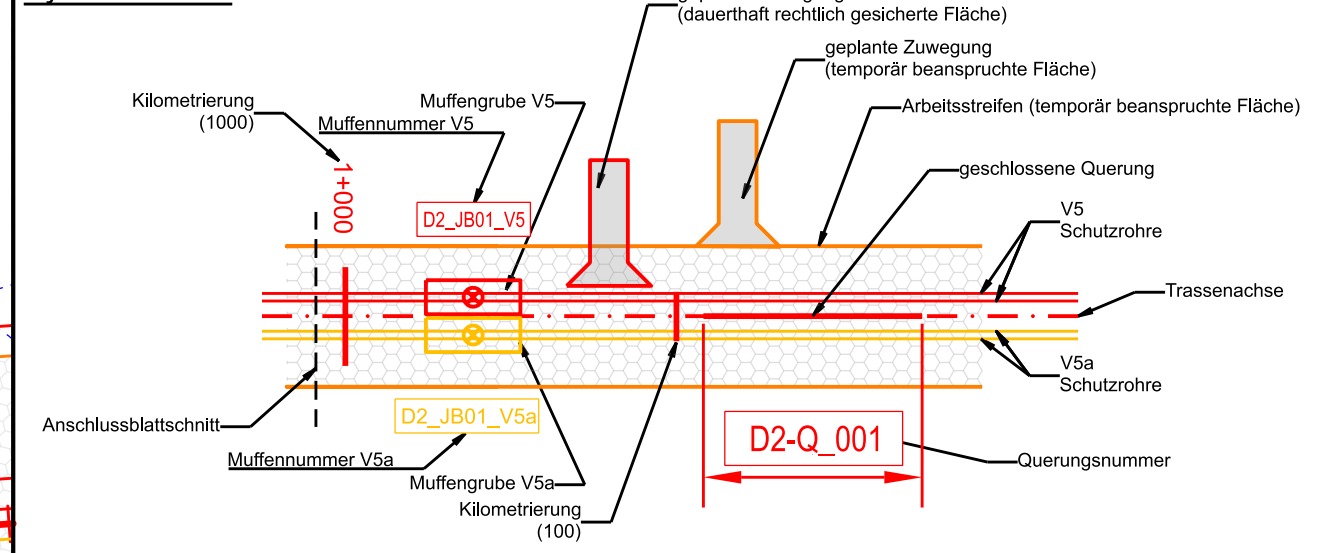 (dauerthaft rechtlich gesicherte Fläche)
geplante Zuwegung
(temporär beanspruchte Fläche)
Kilometrierung
(1000)
Muffengrube V5
Arbeitsstreifen (temporär beanspruchte Fläche)
Muffennummer V5
geschlossene Querung
1+000
D2_JB01_V5
V5
Schutzrohre
Trassenachse
V5a
Schutzrohre
Anschlussblattschnitt
D2_JB01_V5a
D2-Q_001
Muffennummer V5a
Querungsnummer
Muffengrube V5a
Kilometrierung
(100)